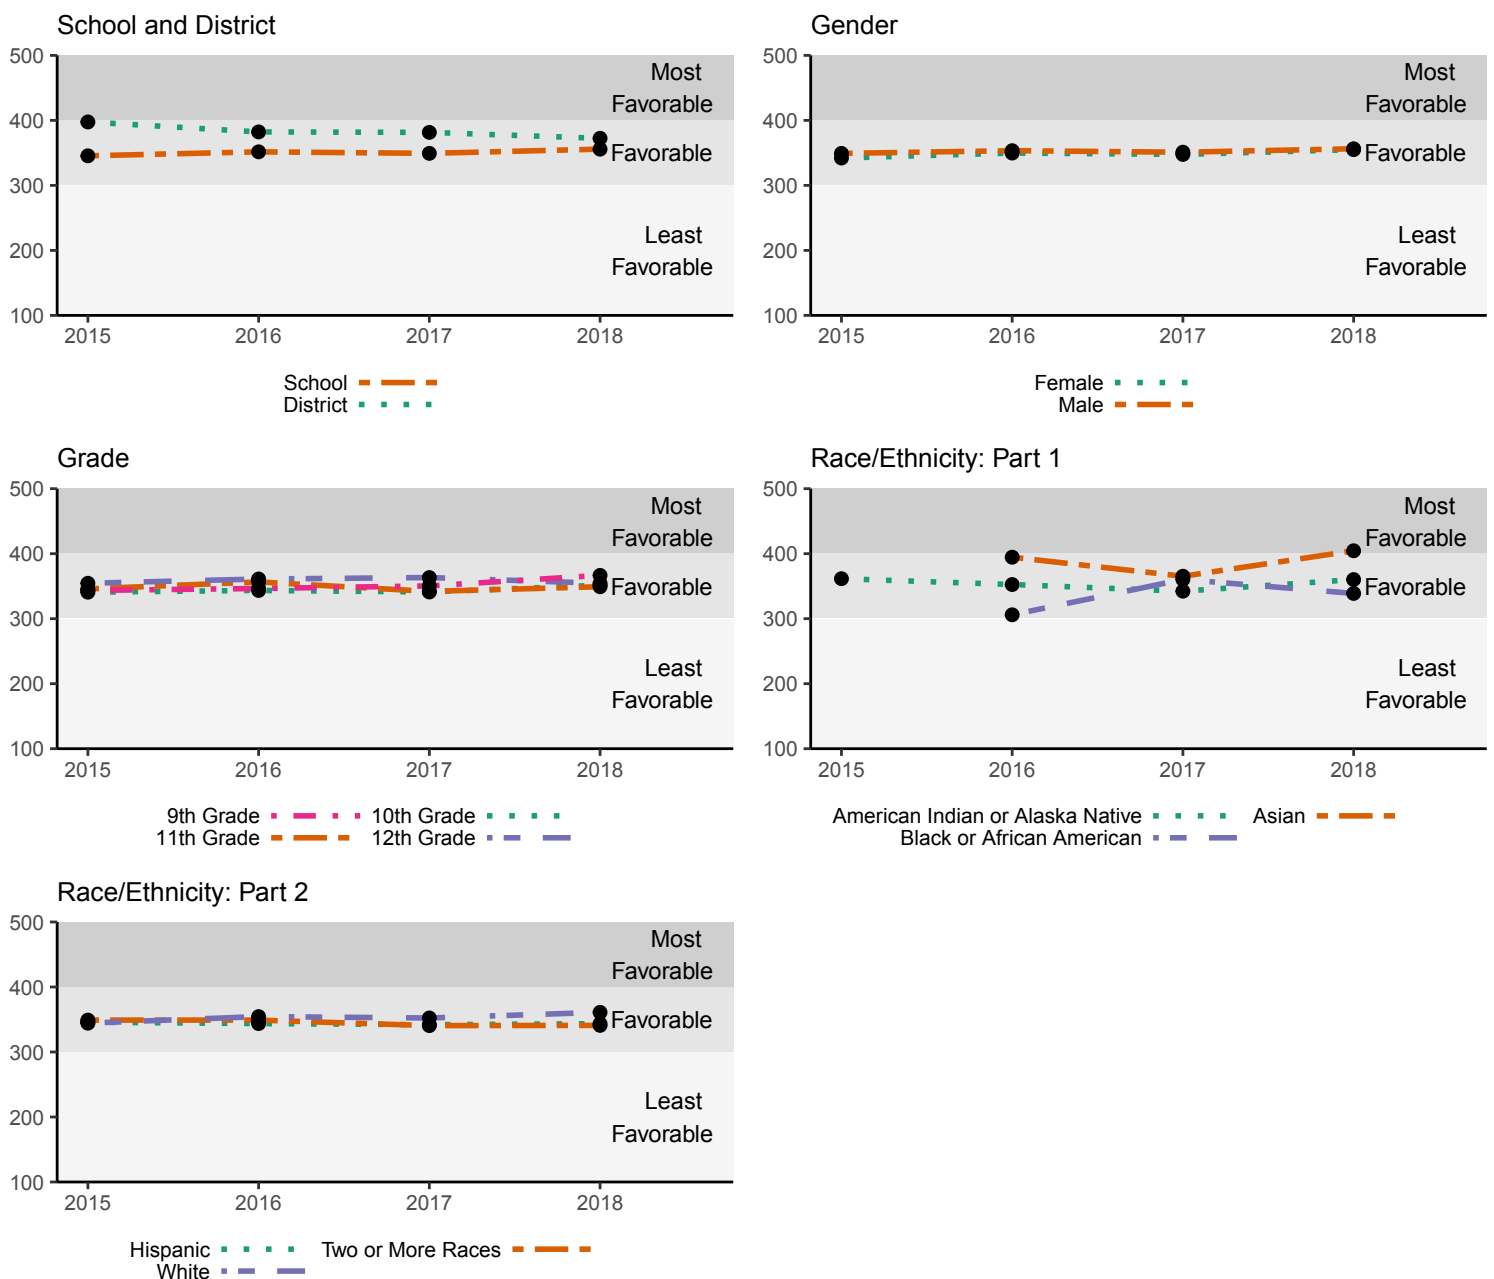 School and District
500
400
300
200
100
Most
Favorable
Favorable
Least
Favorable
2015 2016 2017 2018
School
District
Gender
500
400
300
200
100
Most
Favorable
Favorable
Least
Favorable
2015 2016 2017 2018
Female
Male
Grade
500
400
300
200
100
Most
Favorable
Favorable
Least
Favorable
2015 2016 2017 2018
9th Grade 10th Grade
11th Grade 12th Grade
Race/Ethnicity: Part 1
500
400
300
200
100
Most
Favorable
Favorable
Least
Favorable
2015 2016 2017 2018
American Indian or Alaska Native Asian
Black or African American
Race/Ethnicity: Part 2
500
400
300
200
100
Most
Favorable
Favorable
Least
Favorable
2015 2016 2017 2018
Hispanic Two or More Races
White